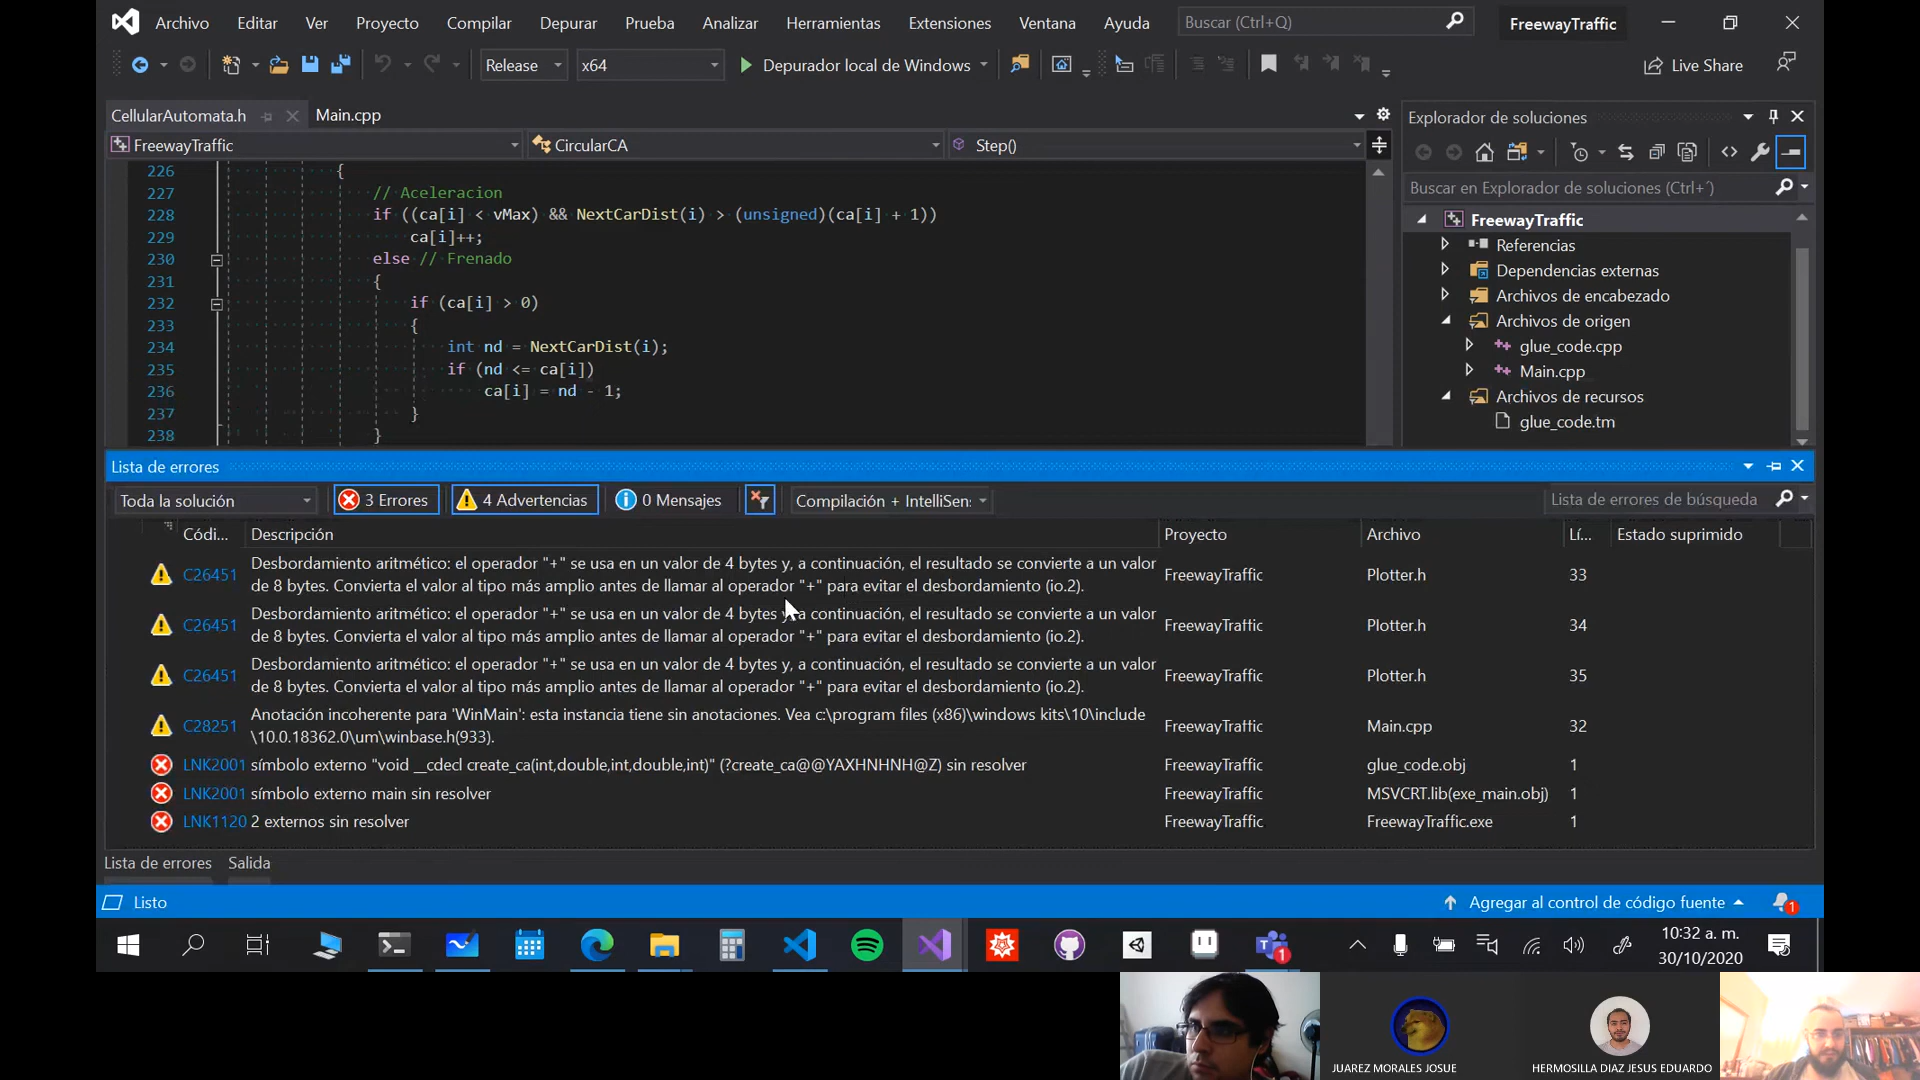 Archivo Editar Ver Proyecto Compilar Depurar Prueba Analizar Herramientas Extensiones Ventana Ayuda Buscar (Ctrl+Q) FreewayTraffic
Release x64 Depurador local de Windows Live Share
CellularAutomata.h Main.cpp
FreewayTraffic CircularCA Step()
226 {
227 // Aceleracion
228 if ((ca[i] < vMax) && NextCarDist(i) > (unsigned)(ca[i] + 1))
229 ca[i]++;
230 else // Frenado
231 {
232 if (ca[i] > 0)
233 {
234 int nd = NextCarDist(i);
235 if (nd <= ca[i])
236 ca[i] = nd - 1;
237 }
238 }
Explorador de soluciones
Buscar en Explorador de soluciones (Ctrl+´)
FreewayTraffic
Referencias
Dependencias externas
Archivos de encabezado
Archivos de origen
glue_code.cpp
Main.cpp
Archivos de recursos
glue_code.tm
Lista de errores
Toda la solución 3 Errores 4 Advertencias 0 Mensajes Compilación + IntelliSen: Lista de errores de búsqueda
Códi... Descripción Proyecto Archivo Lí... Estado suprimido
C26451 Desbordamiento aritmético: el operador "+" se usa en un valor de 4 bytes y, a continuación, el resultado se convierte a un valor
de 8 bytes. Convierta el valor al tipo más amplio antes de llamar al operador "+" para evitar el desbordamiento (io.2). FreewayTraffic Plotter.h 33
C26451 Desbordamiento aritmético: el operador "+" se usa en un valor de 4 bytes y, a continuación, el resultado se convierte a un valor
de 8 bytes. Convierta el valor al tipo más amplio antes de llamar al operador "+" para evitar el desbordamiento (io.2). FreewayTraffic Plotter.h 34
C26451 Desbordamiento aritmético: el operador "+" se usa en un valor de 4 bytes y, a continuación, el resultado se convierte a un valor
de 8 bytes. Convierta el valor al tipo más amplio antes de llamar al operador "+" para evitar el desbordamiento (io.2). FreewayTraffic Plotter.h 35
C28251 Anotación incoherente para 'WinMain': esta instancia tiene sin anotaciones. Vea c:\program files (x86)\windows kits\10\include
\10.0.18362.0\um\winbase.h(933). FreewayTraffic Main.cpp 32
LNK2001 símbolo externo "void __cdecl create_ca(int,double,int,double,int)" (?create_ca@@YAXHNHNH@Z) sin resolver FreewayTraffic glue_code.obj 1
LNK2001 símbolo externo main sin resolver FreewayTraffic MSVCRT.lib(exe_main.obj) 1
LNK1120 2 externos sin resolver FreewayTraffic FreewayTraffic.exe 1
Lista de errores Salida
Listo Agregar al control de código fuente 1
1 10:32 a. m.
30/10/2020
JUAREZ MORALES JOSUE HERMOSILLA DIAZ JESUS EDUARDO